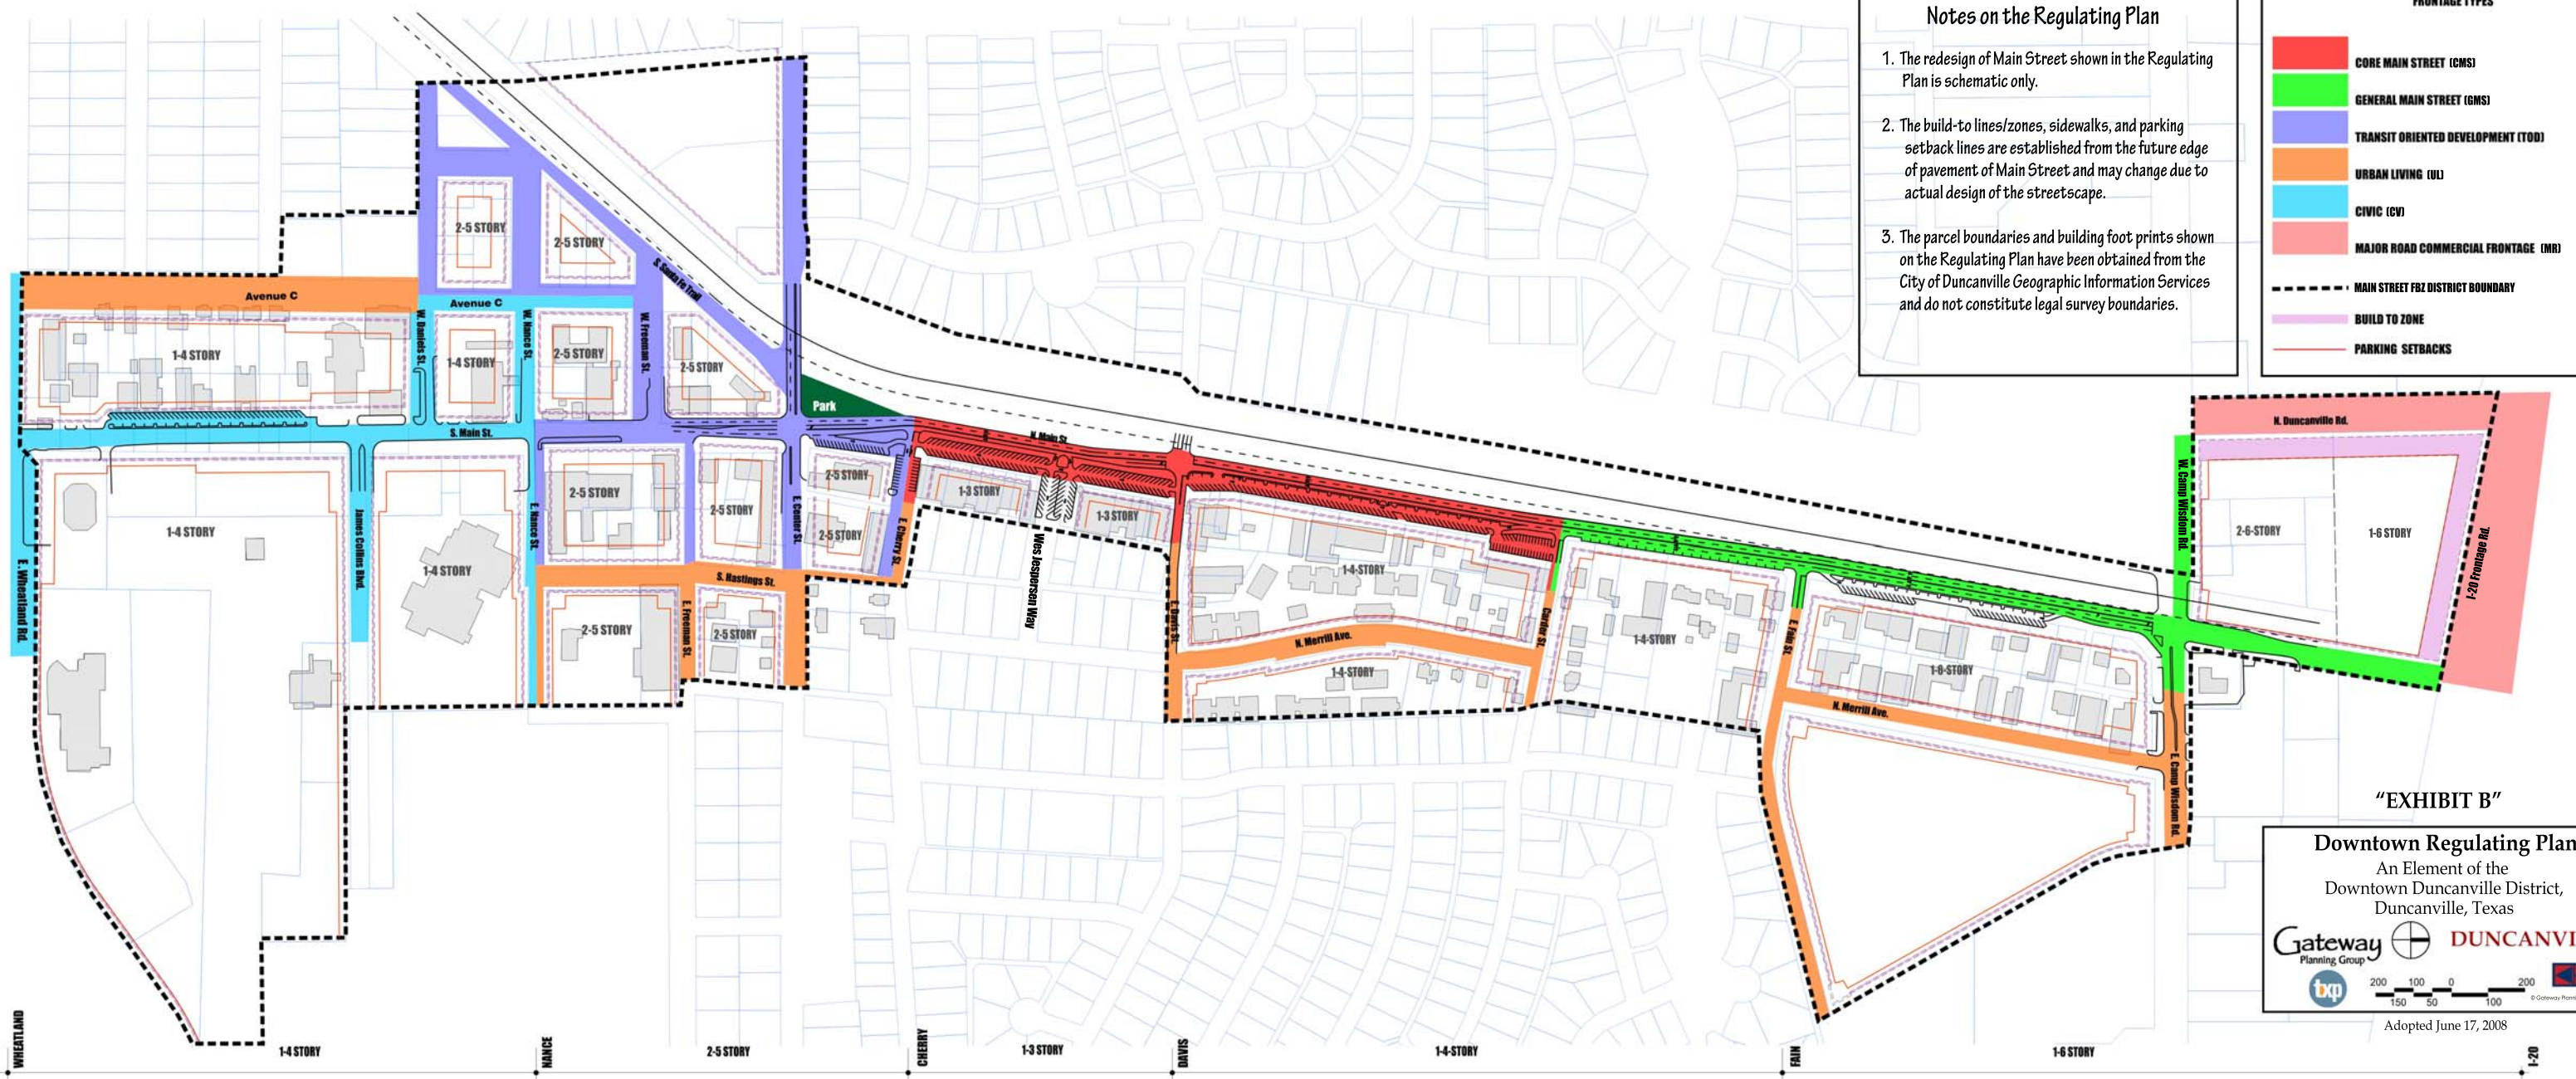 Notes on the Regulating Plan
1. The redesign of Main Street shown in the Regulating
Plan is schematic only.
2. The build-to lines/zones, sidewalks, and parking
setback lines are established from the future edge
of pavement of Main Street and may change due to
actual design of the streetscape.
3. The parcel boundaries and building foot prints shown
on the Regulating Plan have been obtained from the
City of Duncanville Geographic Information Services
and do not constitute legal survey boundaries.
FRONTAGE TYPES
CORE MAIN STREET (CMS)
GENERAL MAIN STREET (GMS)
TRANSIT ORIENTED DEVELOPMENT (TOD)
URBAN LIVING (UL)
CIVIC (CV)
MAJOR ROAD COMMERCIAL FRONTAGE (MR)
MAIN STREET FBZ DISTRICT BOUNDARY
BUILD TO ZONE
PARKING SETBACKS
2-5 STORY
2-5 STORY
S. Santa Fe Trail
Avenue C
Avenue C
W. Daniels St.
W. Nance St.
W. Freeman St.
1-4 STORY
1-4 STORY
2-5 STORY
2-5 STORY
Park
S. Main St.
N. Main St.
N. Duncanville Rd.
W. Camp Wisdom Rd.
2-6-STORY
1-6 STORY
I-20 Frontage Rd.
1-4 STORY
E. Wheatland Rd.
James Collins Blvd.
1-4 STORY
E. Nance St.
2-5 STORY
2-5 STORY
E. Center St.
2-5 STORY
2-5 STORY
E. Cherry St.
1-3 STORY
1-3 STORY
Wes Jespersen Way
S. Hastings St.
2-5 STORY
E. Freeman St.
2-5 STORY
E. Davis St.
1-4-STORY
N. Merrill Ave.
1-4-STORY
Carder St.
1-4-STORY
E. Fain St.
1-6-STORY
N. Merrill Ave.
E. Camp Wisdom Rd.
"EXHIBIT B"
Downtown Regulating Plan
An Element of the
Downtown Duncanville District,
Duncanville, Texas
Gateway
Planning Group
DUNCANVI
txp
200 100 0 200
150 50 100
© Gateway Planni
Adopted June 17, 2008
WHEATLAND
1-4 STORY
NANCE
2-5 STORY
CHERRY
1-3 STORY
DAVIS
1-4-STORY
FAIN
1-6 STORY
I-20